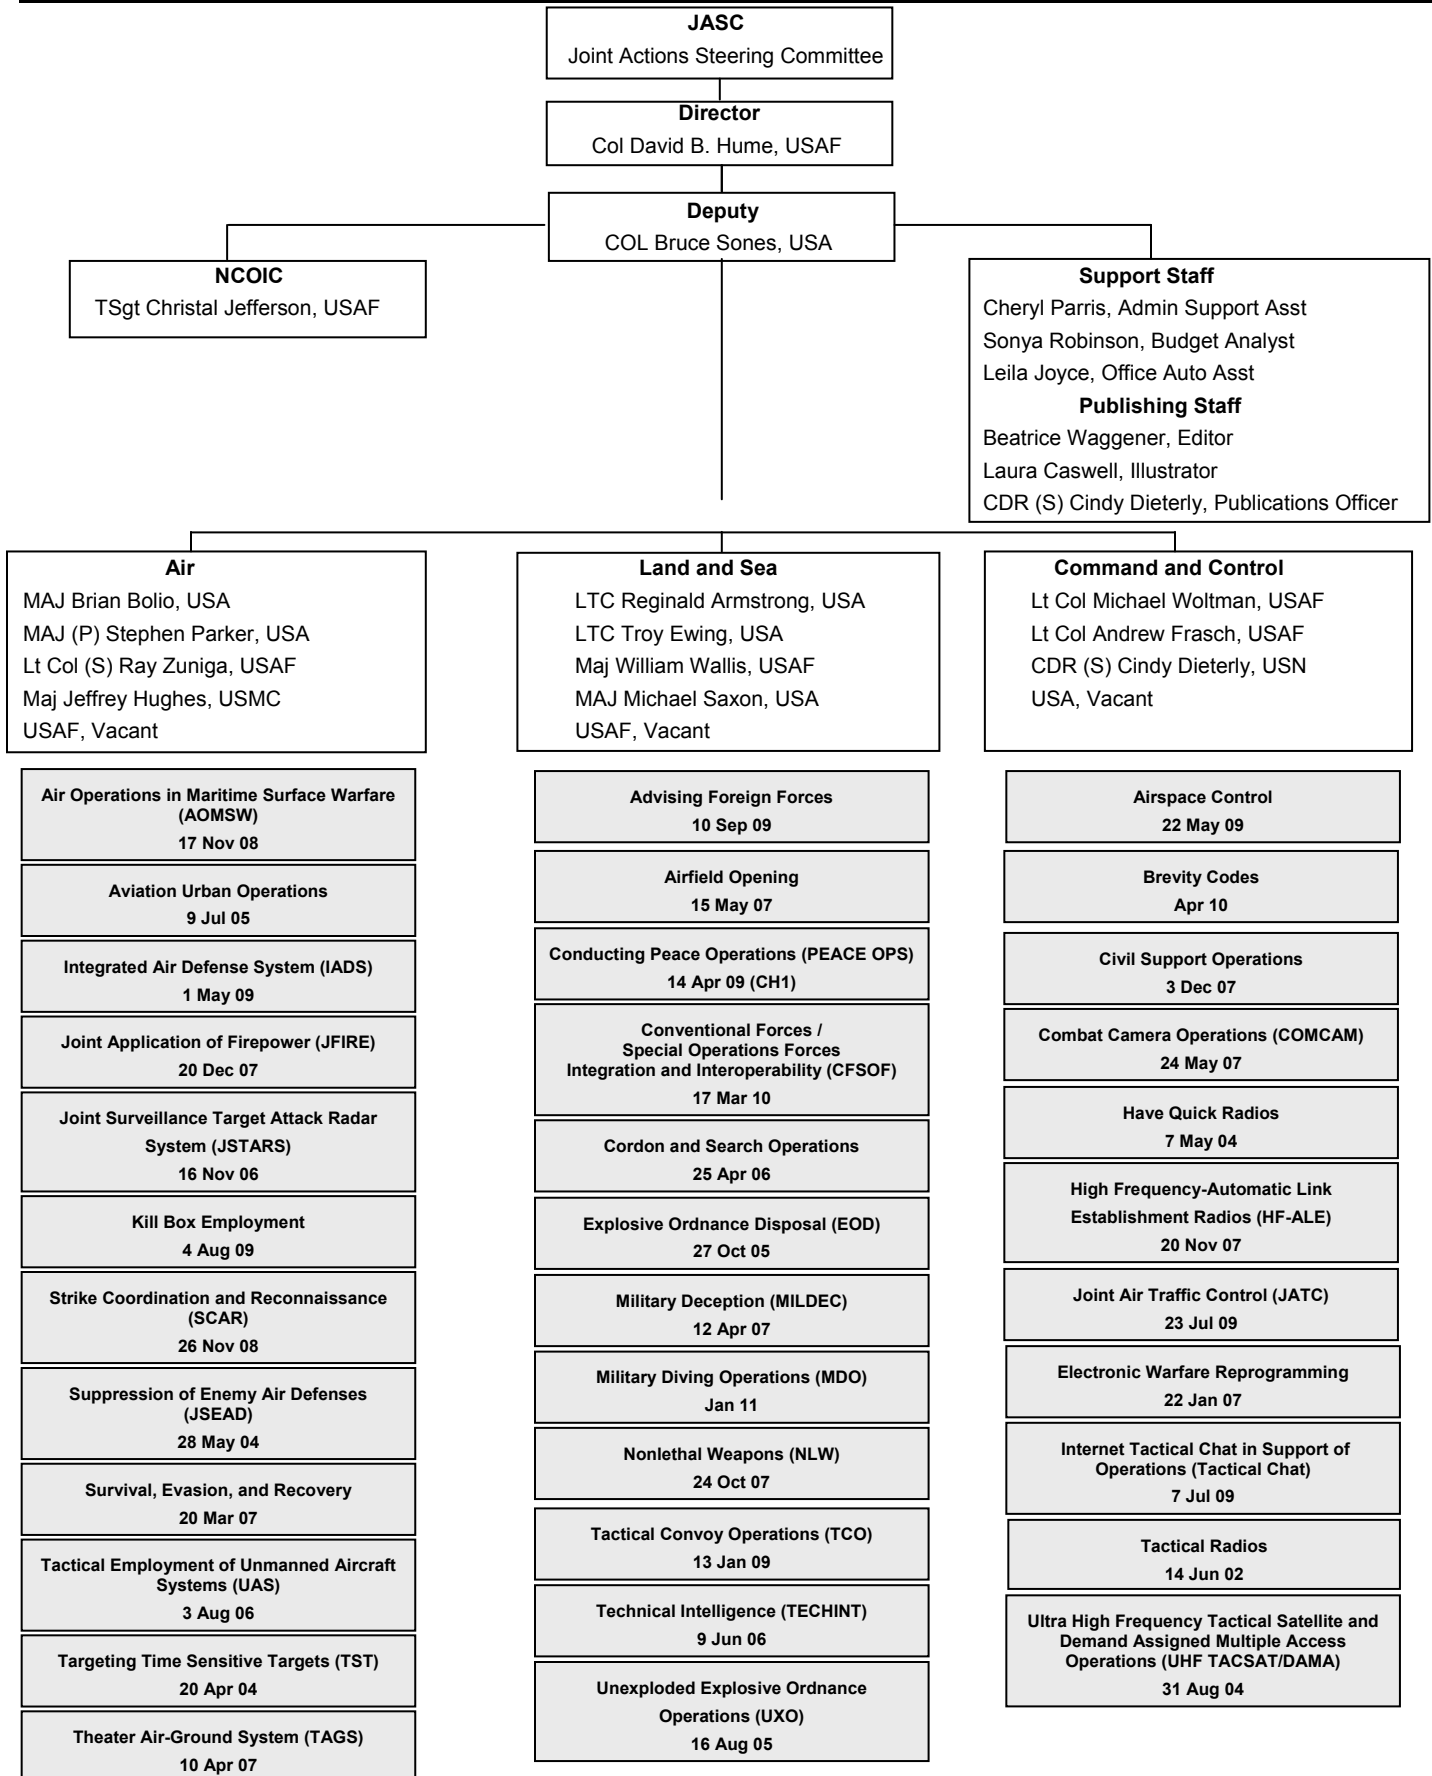 JASC
Joint Actions Steering Committee
Director
Col David B. Hume, USAF
Deputy
COL Bruce Sones, USA
NCOIC
TSgt Christal Jefferson, USAF
Support Staff
Cheryl Parris, Admin Support Asst
Sonya Robinson, Budget Analyst
Leila Joyce, Office Auto Asst
Publishing Staff
Beatrice Waggener, Editor
Laura Caswell, Illustrator
CDR (S) Cindy Dieterly, Publications Officer
Air
MAJ Brian Bolio, USA
MAJ (P) Stephen Parker, USA
Lt Col (S) Ray Zuniga, USAF
Maj Jeffrey Hughes, USMC
USAF, Vacant
Land and Sea
LTC Reginald Armstrong, USA
LTC Troy Ewing, USA
Maj William Wallis, USAF
MAJ Michael Saxon, USA
USAF, Vacant
Command and Control
Lt Col Michael Woltman, USAF
Lt Col Andrew Frasch, USAF
CDR (S) Cindy Dieterly, USN
USA, Vacant
Air Operations in Maritime Surface Warfare
(AOMSW)
17 Nov 08
Aviation Urban Operations
9 Jul 05
Integrated Air Defense System (IADS)
1 May 09
Joint Application of Firepower (JFIRE)
20 Dec 07
Joint Surveillance Target Attack Radar
System (JSTARS)
16 Nov 06
Kill Box Employment
4 Aug 09
Strike Coordination and Reconnaissance
(SCAR)
26 Nov 08
Suppression of Enemy Air Defenses
(JSEAD)
28 May 04
Survival, Evasion, and Recovery
20 Mar 07
Tactical Employment of Unmanned Aircraft
Systems (UAS)
3 Aug 06
Targeting Time Sensitive Targets (TST)
20 Apr 04
Theater Air-Ground System (TAGS)
10 Apr 07
Advising Foreign Forces
10 Sep 09
Airfield Opening
15 May 07
Conducting Peace Operations (PEACE OPS)
14 Apr 09 (CH1)
Conventional Forces /
Special Operations Forces
Integration and Interoperability (CFSOF)
17 Mar 10
Cordon and Search Operations
25 Apr 06
Explosive Ordnance Disposal (EOD)
27 Oct 05
Military Deception (MILDEC)
12 Apr 07
Military Diving Operations (MDO)
Jan 11
Nonlethal Weapons (NLW)
24 Oct 07
Tactical Convoy Operations (TCO)
13 Jan 09
Technical Intelligence (TECHINT)
9 Jun 06
Unexploded Explosive Ordnance
Operations (UXO)
16 Aug 05
Airspace Control
22 May 09
Brevity Codes
Apr 10
Civil Support Operations
3 Dec 07
Combat Camera Operations (COMCAM)
24 May 07
Have Quick Radios
7 May 04
High Frequency-Automatic Link
Establishment Radios (HF-ALE)
20 Nov 07
Joint Air Traffic Control (JATC)
23 Jul 09
Electronic Warfare Reprogramming
22 Jan 07
Internet Tactical Chat in Support of
Operations (Tactical Chat)
7 Jul 09
Tactical Radios
14 Jun 02
Ultra High Frequency Tactical Satellite and
Demand Assigned Multiple Access
Operations (UHF TACSAT/DAMA)
31 Aug 04